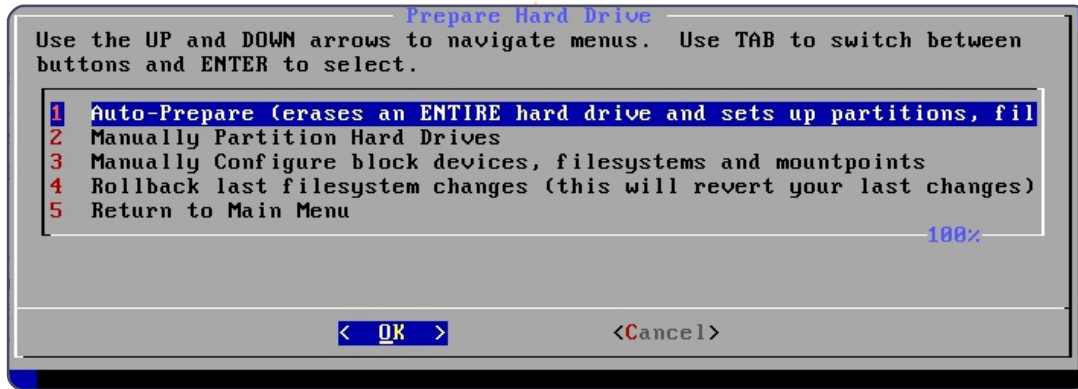 Prepare Hard Drive
Use the UP and DOWN arrows to navigate menus.  Use TAB to switch between
buttons and ENTER to select.
1  Auto-Prepare (erases an ENTIRE hard drive and sets up partitions, fil
2  Manually Partition Hard Drives
3  Manually Configure block devices, filesystems and mountpoints
4  Rollback last filesystem changes (this will revert your last changes)
5  Return to Main Menu
100%
<  OK  >  <Cancel>